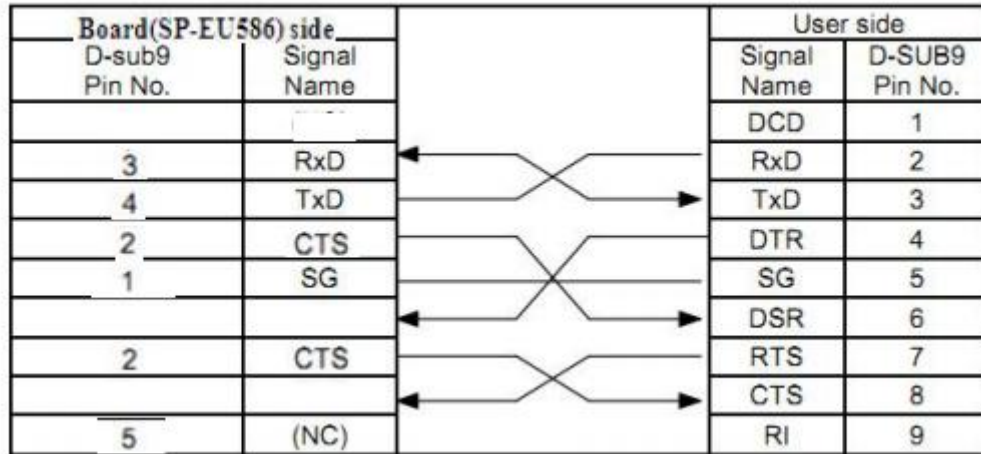 Board(SP-EU586) side User side
D-sub9 Signal Signal D-SUB9
Pin No. Name Name Pin No.
DCD 1
3 RxD RxD 2
4 TxD TxD 3
2 CTS DTR 4
1 SG SG 5
DSR 6
2 CTS RTS 7
CTS 8
5 (NC) RI 9